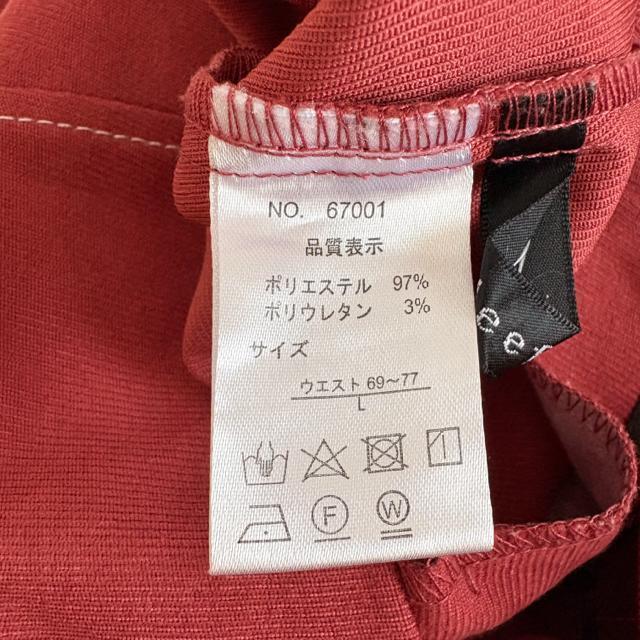 NO. 67001
品質表示
ポリエステル 97%
ポリウレタン 3%
サイズ
ウエスト 69〜77
L
F
W